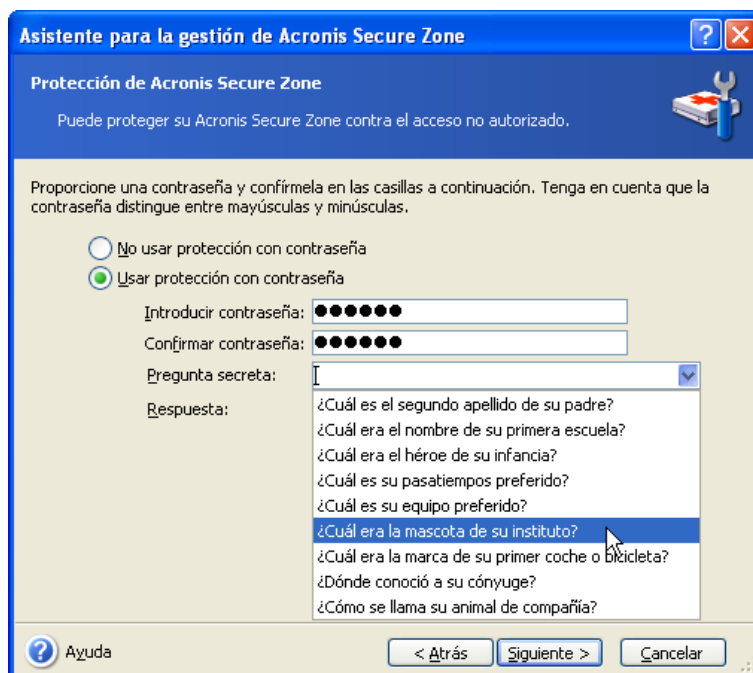 Asistente para la gestión de Acronis Secure Zone
Protección de Acronis Secure Zone
Puede proteger su Acronis Secure Zone contra el acceso no autorizado.
Proporcione una contraseña y confírmela en las casillas a continuación. Tenga en cuenta que la
contraseña distingue entre mayúsculas y minúsculas.
No usar protección con contraseña
Usar protección con contraseña
Introducir contraseña: ●●●●●●
Confirmar contraseña: ●●●●●●
Pregunta secreta:
Respuesta:
¿Cuál es el segundo apellido de su padre?
¿Cuál era el nombre de su primera escuela?
¿Cuál era el héroe de su infancia?
¿Cuál es su pasatiempos preferido?
¿Cuál es su equipo preferido?
¿Cuál era la mascota de su instituto?
¿Cuál era la marca de su primer coche o bicicleta?
¿Dónde conoció a su cónyuge?
¿Cómo se llama su animal de compañía?
? Ayuda
< Atrás Siguiente > Cancelar